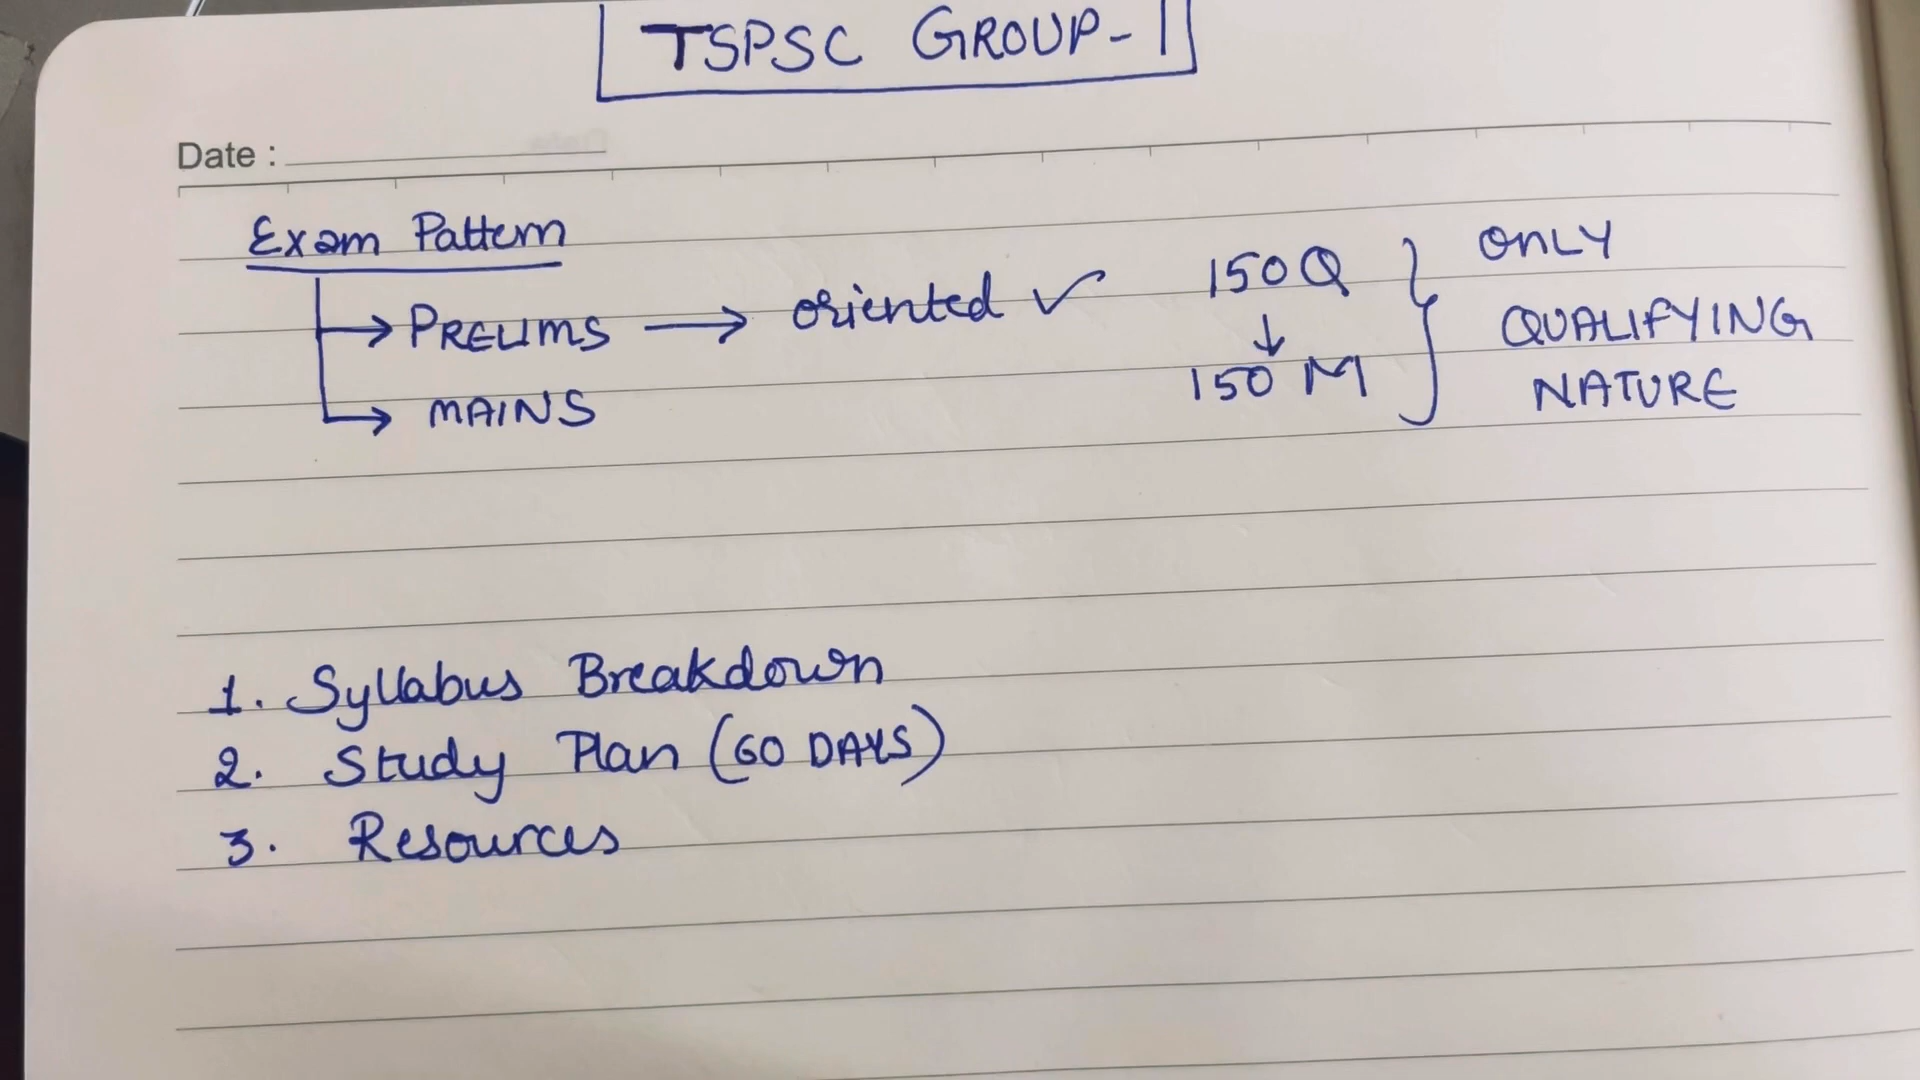 TSPSC GROUP-1
Date :
Exam Pattern
PRELIMS → oriented ✓ 150Q ONLY
↓ QUALIFYING
150 M NATURE
MAINS
1. Syllabus Breakdown
2. Study Plan (60 DAYS)
3. Resources